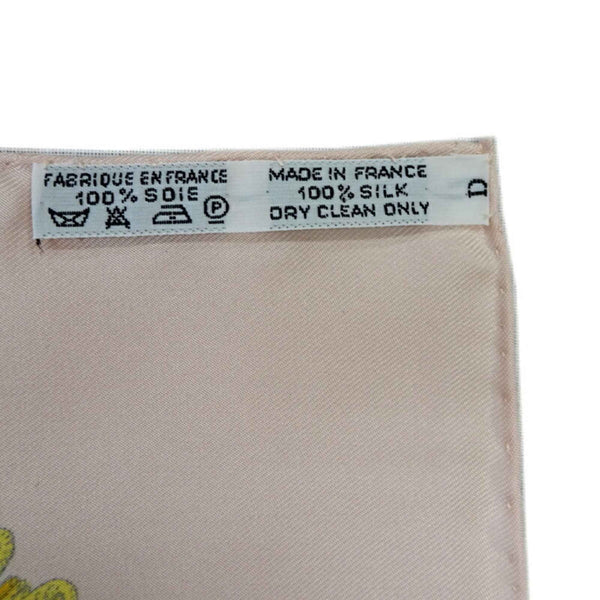 FABRIQUE EN FRANCE
100% SOIE
P
MADE IN FRANCE
100% SILK
DRY CLEAN ONLY
D